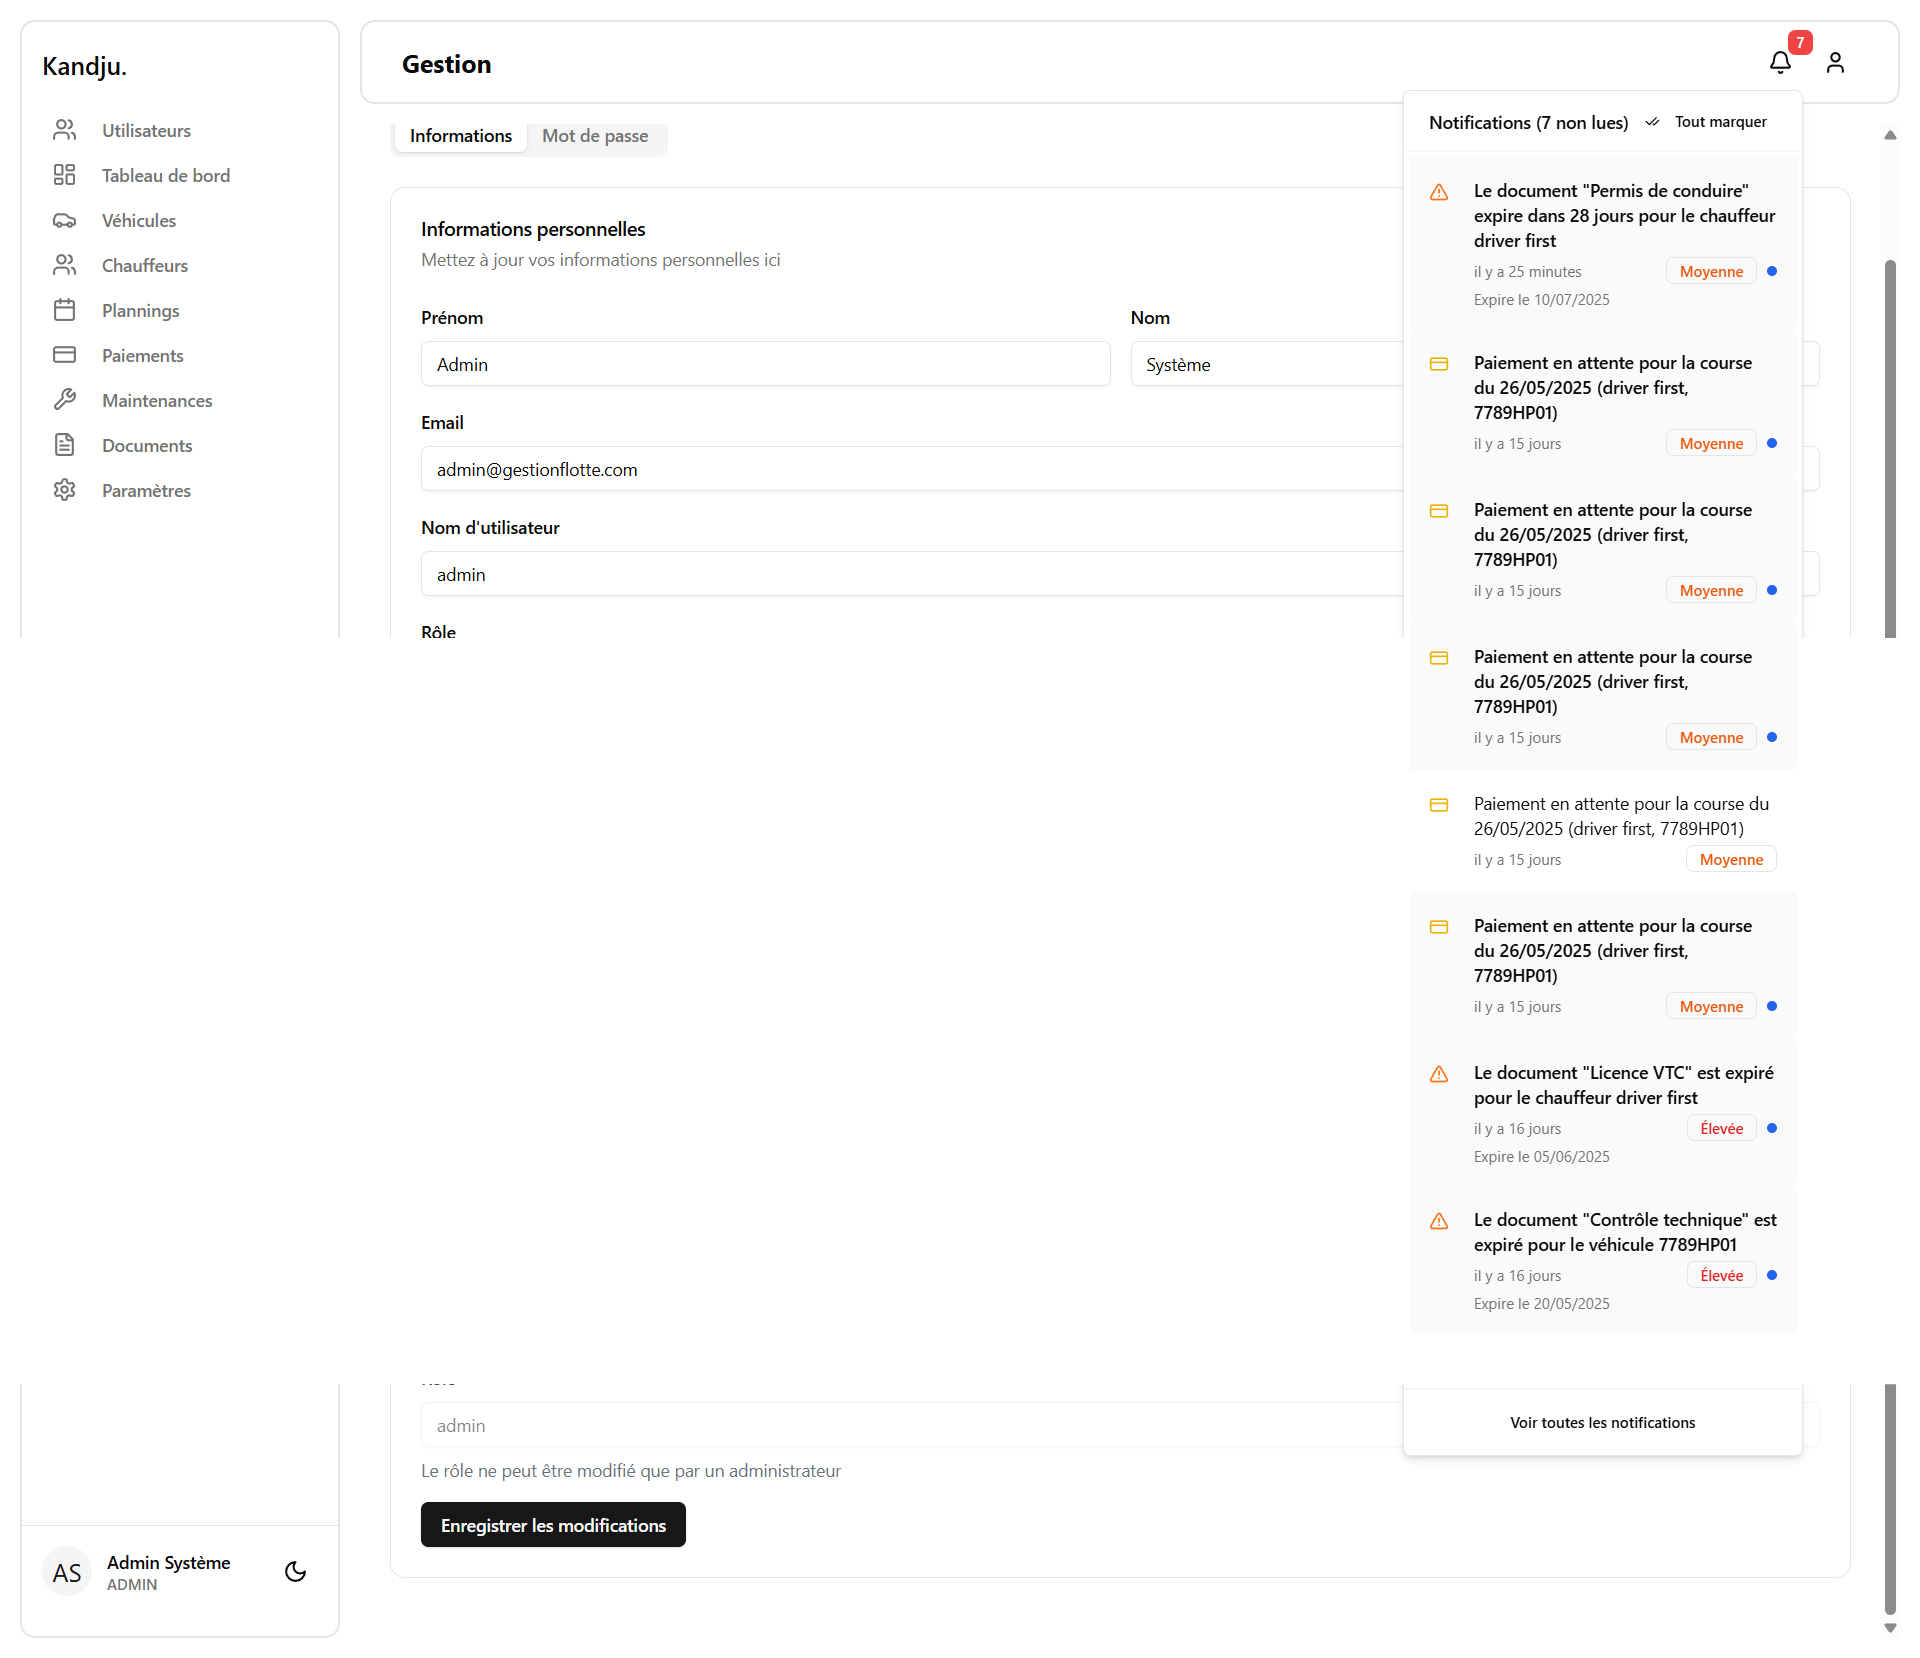 Kandju.
Utilisateurs
Tableau de bord
Véhicules
Chauffeurs
Plannings
Paiements
Maintenances
Documents
Paramètres
Gestion
7
Informations
Mot de passe
Informations personnelles
Mettez à jour vos informations personnelles ici
Prénom
Nom
Admin
Système
Email
admin@gestionflotte.com
Nom d'utilisateur
admin
Rôle
Notifications (7 non lues)
Tout marquer
Le document "Permis de conduire"
expire dans 28 jours pour le chauffeur
driver first
il y a 25 minutes
Moyenne
Expire le 10/07/2025
Paiement en attente pour la course
du 26/05/2025 (driver first,
7789HP01)
il y a 15 jours
Moyenne
Paiement en attente pour la course
du 26/05/2025 (driver first,
7789HP01)
il y a 15 jours
Moyenne
Paiement en attente pour la course
du 26/05/2025 (driver first,
7789HP01)
il y a 15 jours
Moyenne
Paiement en attente pour la course du
26/05/2025 (driver first, 7789HP01)
il y a 15 jours
Moyenne
Paiement en attente pour la course
du 26/05/2025 (driver first,
7789HP01)
il y a 15 jours
Moyenne
Le document "Licence VTC" est expiré
pour le chauffeur driver first
il y a 16 jours
Élevée
Expire le 05/06/2025
Le document "Contrôle technique" est
expiré pour le véhicule 7789HP01
il y a 16 jours
Élevée
Expire le 20/05/2025
Voir toutes les notifications
admin
Le rôle ne peut être modifié que par un administrateur
Enregistrer les modifications
AS
Admin Système
ADMIN